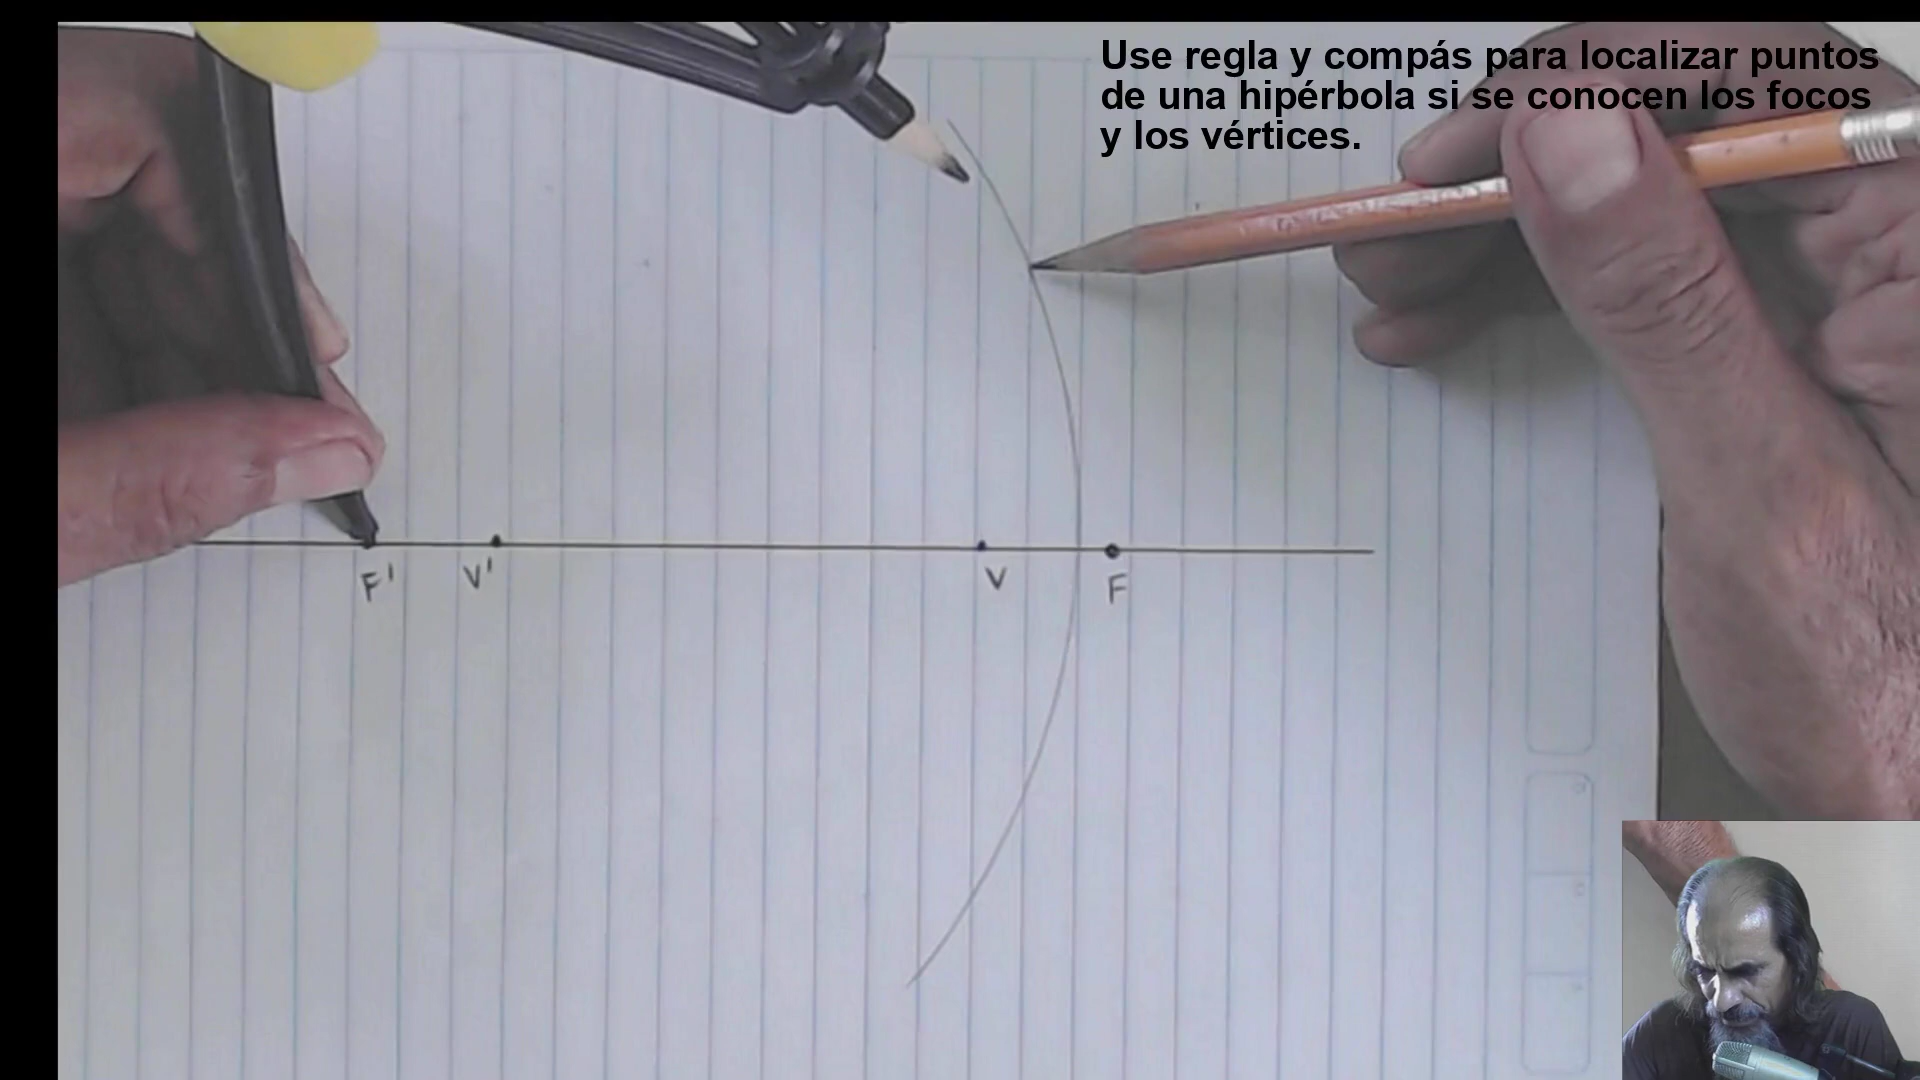 Use regla y compás para localizar puntos
de una hipérbola si se conocen los focos
y los vértices.
F' V' V F